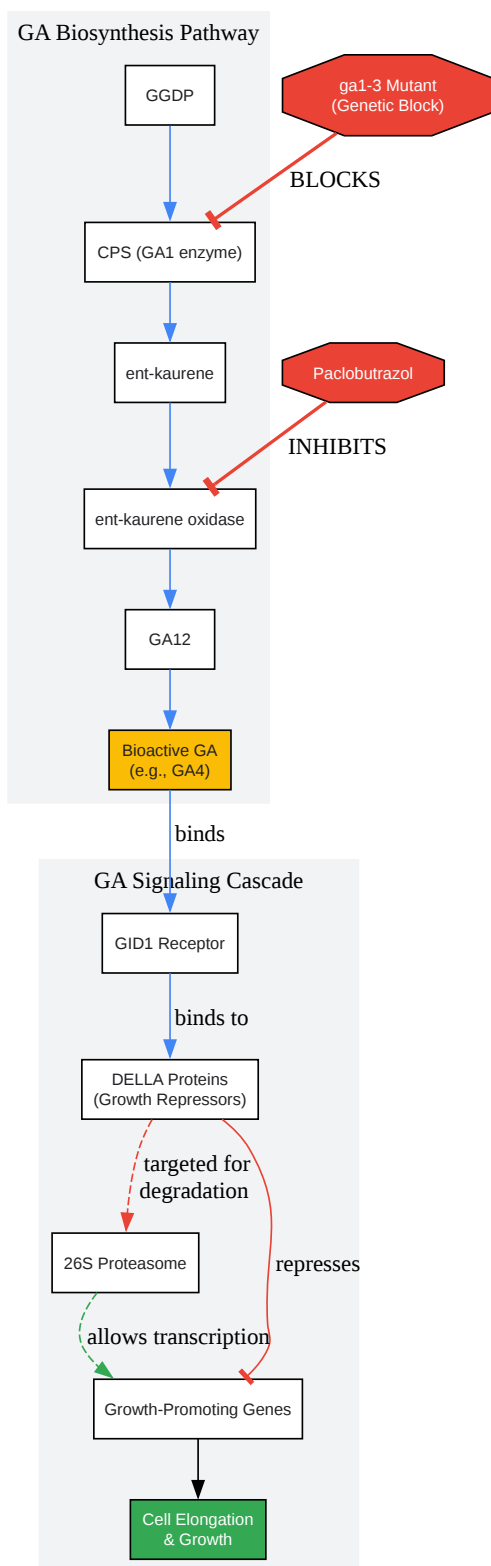 GA Biosynthesis Pathway
GGDP
ga1-3 Mutant
(Genetic Block)
BLOCKS
CPS (GA1 enzyme)
ent-kaurene
Paclobutrazol
INHIBITS
ent-kaurene oxidase
GA12
Bioactive GA
(e.g., GA4)
binds
GA Signaling Cascade
GID1 Receptor
binds to
DELLA Proteins
(Growth Repressors)
targeted for
degradation
26S Proteasome
represses
allows transcription
Growth-Promoting Genes
Cell Elongation
& Growth